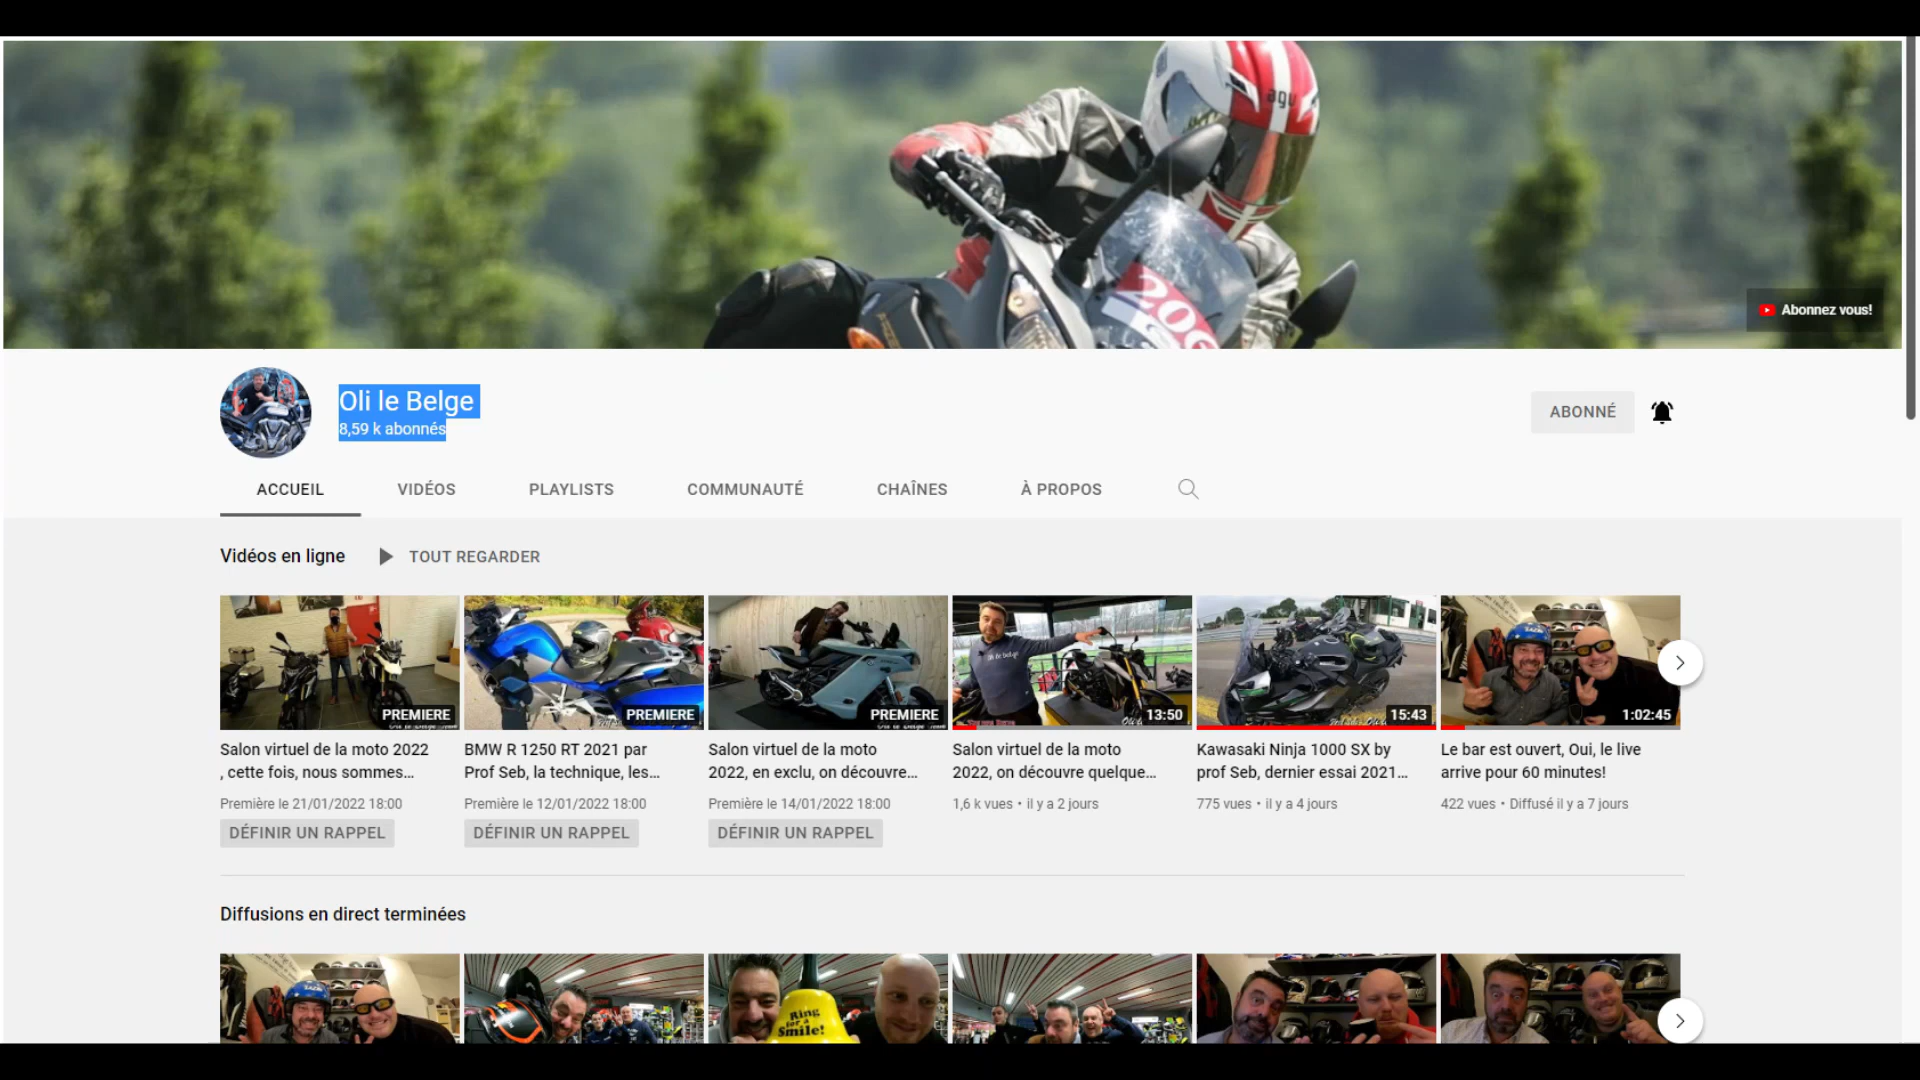 agv
206
Abonnez vous!
Oli le Belge
8,59 k abonnés
ABONNÉ
ACCUEIL
VIDÉOS
PLAYLISTS
COMMUNAUTÉ
CHAÎNES
À PROPOS
Vidéos en ligne
TOUT REGARDER
PREMIERE
PREMIERE
PREMIERE
13:50
15:43
1:02:45
Salon virtuel de la moto 2022
, cette fois, nous sommes...
Première le 21/01/2022 18:00
DÉFINIR UN RAPPEL
BMW R 1250 RT 2021 par
Prof Seb, la technique, les...
Première le 12/01/2022 18:00
DÉFINIR UN RAPPEL
Salon virtuel de la moto
2022, en exclu, on découvre...
Première le 14/01/2022 18:00
DÉFINIR UN RAPPEL
Salon virtuel de la moto
2022, on découvre quelque...
1,6 k vues • il y a 2 jours
Kawasaki Ninja 1000 SX by
prof Seb, dernier essai 2021...
775 vues • il y a 4 jours
Le bar est ouvert, Oui, le live
arrive pour 60 minutes!
422 vues • Diffusé il y a 7 jours
Diffusions en direct terminées
Ring
for a
Smile!